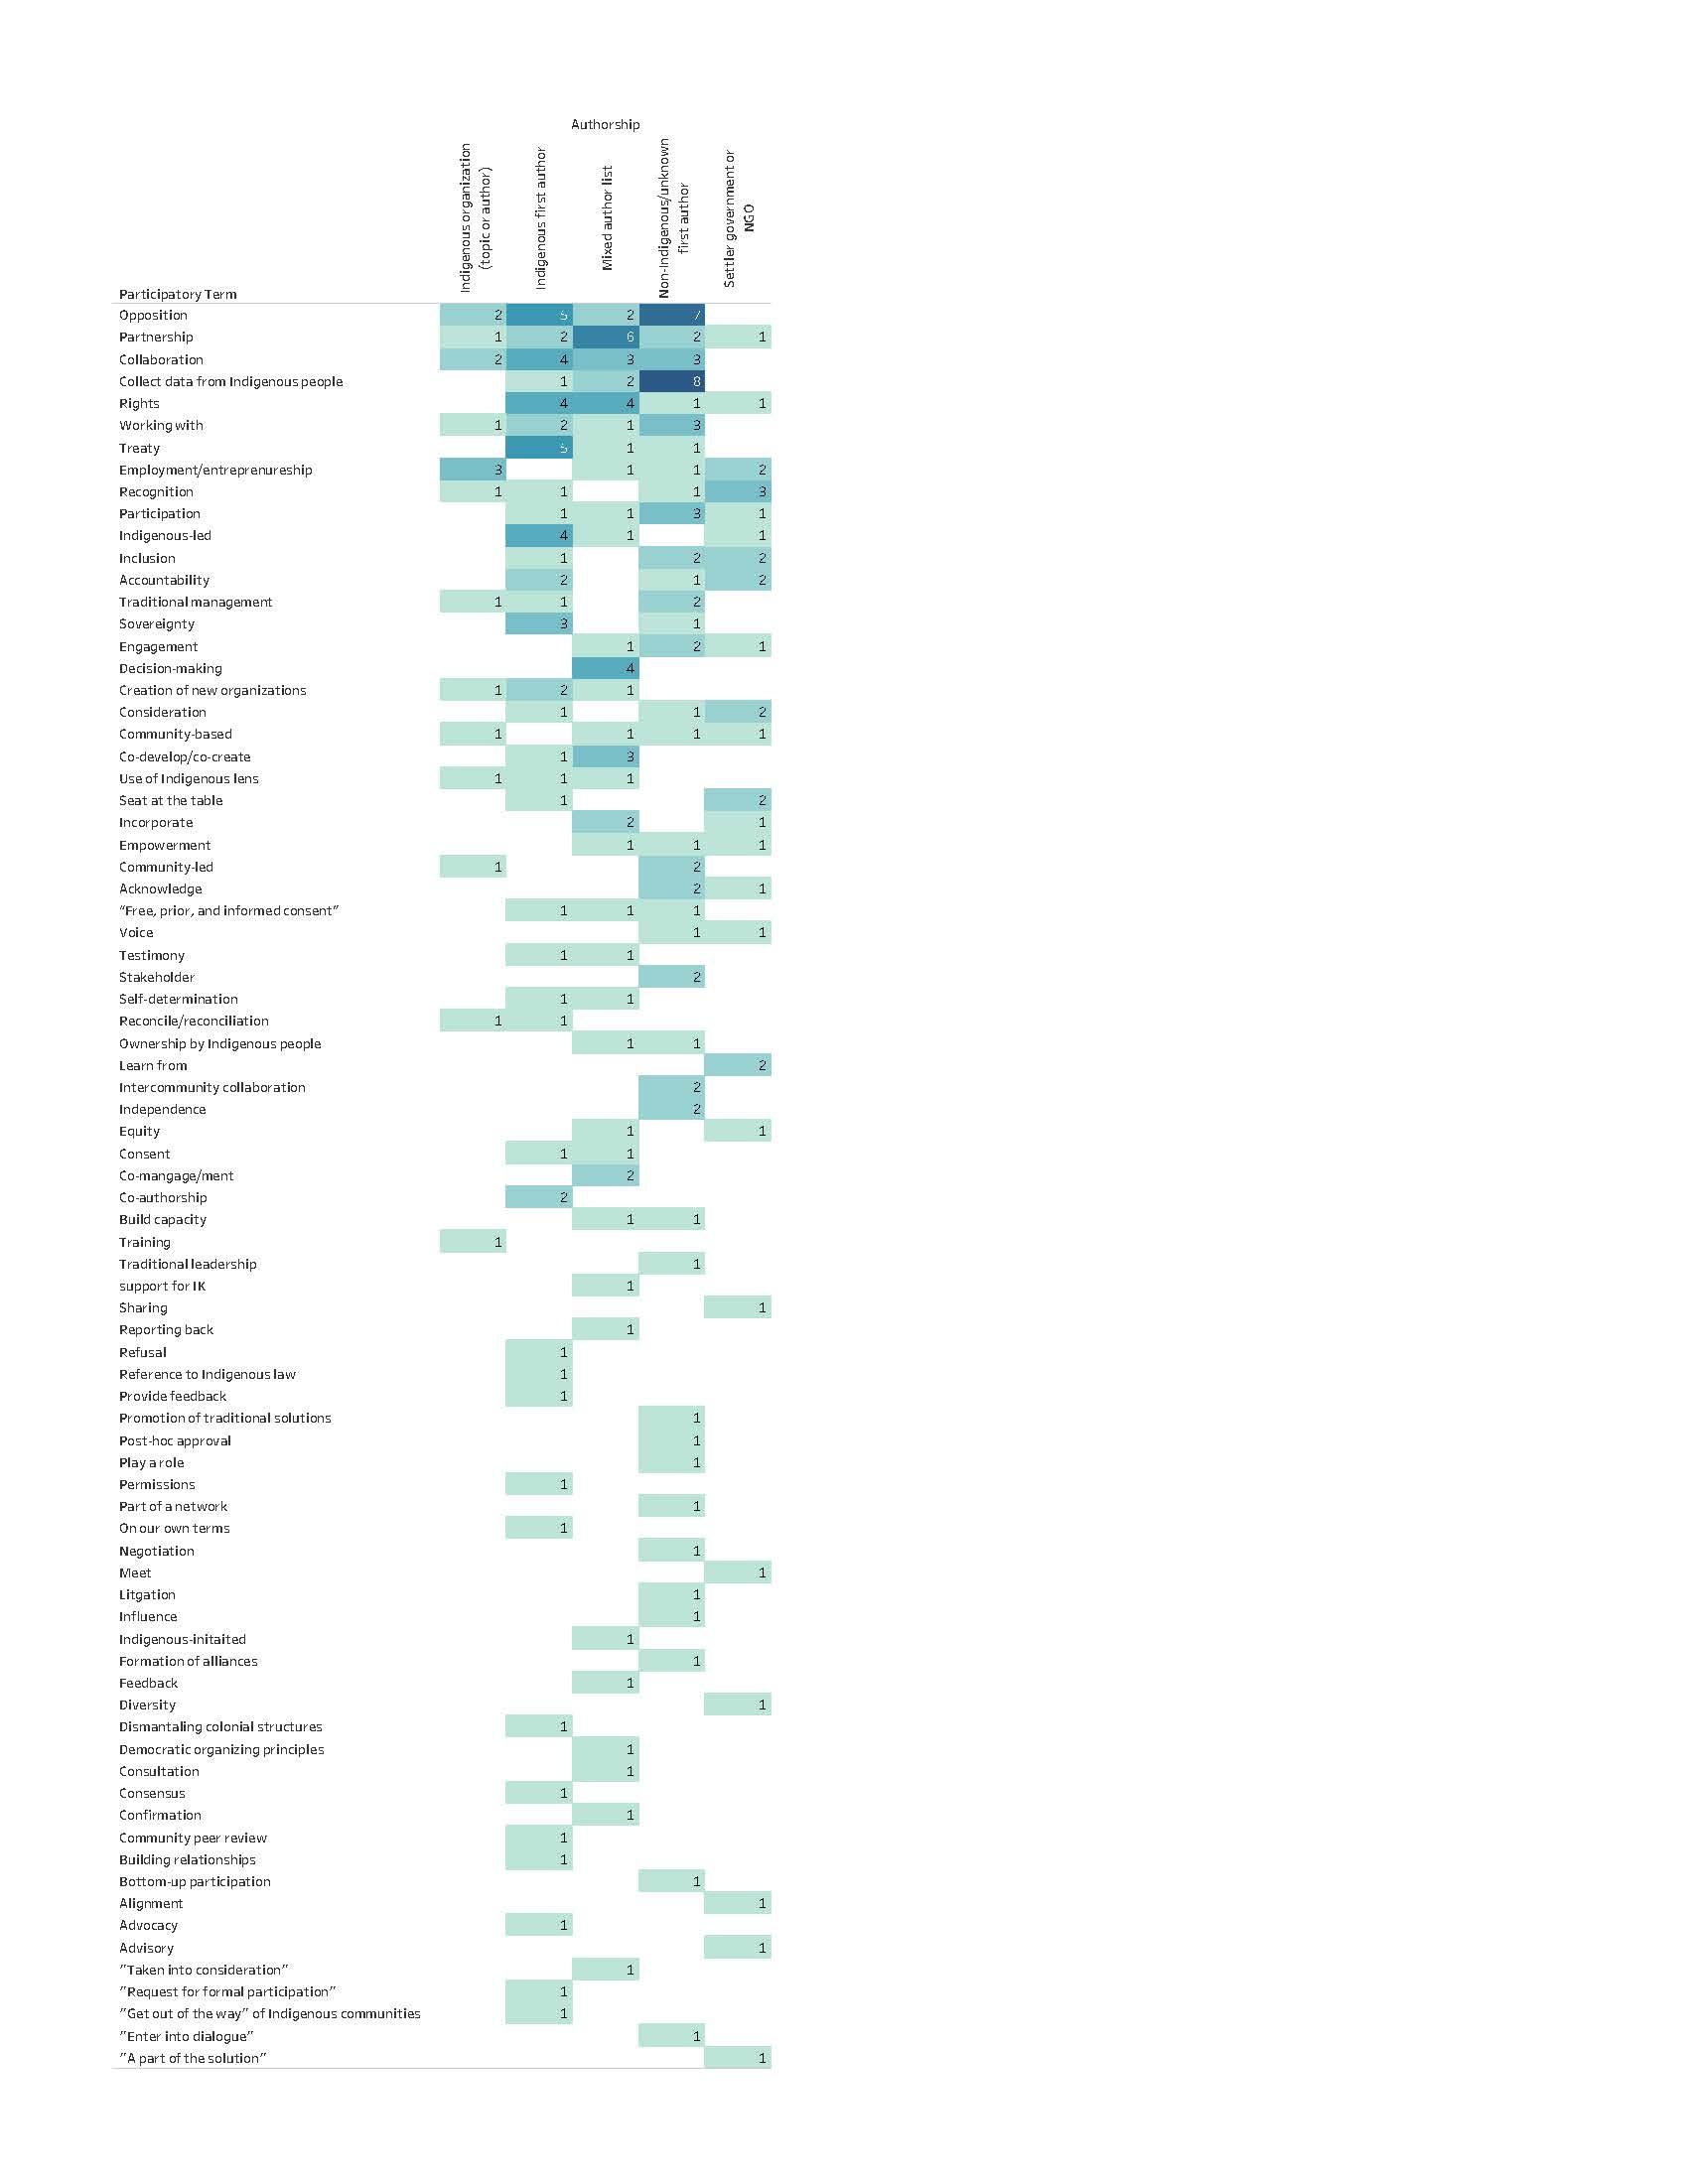 Authorship
Indigenous organization
(topic or author)
Indigenous first author
Mixed author list
Non-Indigenous/unknown
first author
Settler government or
NGO
Participatory Term
Opposition 2 5 2 7
Partnership 1 2 6 2 1
Collaboration 2 4 3 3
Collect data from Indigenous people 1 2 8
Rights 4 4 1 1
Working with 1 2 1 3
Treaty 5 1 1
Employment/entreprenureship 3 1 1 2
Recognition 1 1 1 3
Participation 1 1 3 1
Indigenous-led 4 1 1
Inclusion 1 2 2
Accountability 2 1 2
Traditional management 1 1 2
Sovereignty 3 1
Engagement 1 2 1
Decision-making 4
Creation of new organizations 1 2 1
Consideration 1 1 2
Community-based 1 1 1 1
Co-develop/co-create 1 3
Use of Indigenous lens 1 1 1
Seat at the table 1 2
Incorporate 2 1
Empowerment 1 1 1
Community-led 1 2
Acknowledge 2 1
“Free, prior, and informed consent” 1 1 1
Voice 1 1
Testimony 1 1
Stakeholder 2
Self-determination 1 1
Reconcile/reconciliation 1 1
Ownership by Indigenous people 1 1
Learn from 2
Intercommunity collaboration 2
Independence 2
Equity 1 1
Consent 1 1
Co-mangage/ment 2
Co-authorship 2
Build capacity 1 1
Training 1
Traditional leadership 1
support for IK 1
Sharing 1
Reporting back 1
Refusal 1
Reference to Indigenous law 1
Provide feedback 1
Promotion of traditional solutions 1
Post-hoc approval 1
Play a role 1
Permissions 1
Part of a network 1
On our own terms 1
Negotiation 1
Meet 1
Litgation 1
Influence 1
Indigenous-initaited 1
Formation of alliances 1
Feedback 1
Diversity 1
Dismantaling colonial structures 1
Democratic organizing principles 1
Consultation 1
Consensus 1
Confirmation 1
Community peer review 1
Building relationships 1
Bottom-up participation 1
Alignment 1
Advocacy 1
Advisory 1
“Taken into consideration” 1
“Request for formal participation” 1
“Get out of the way” of Indigenous communities 1
“Enter into dialogue” 1
“A part of the solution” 1